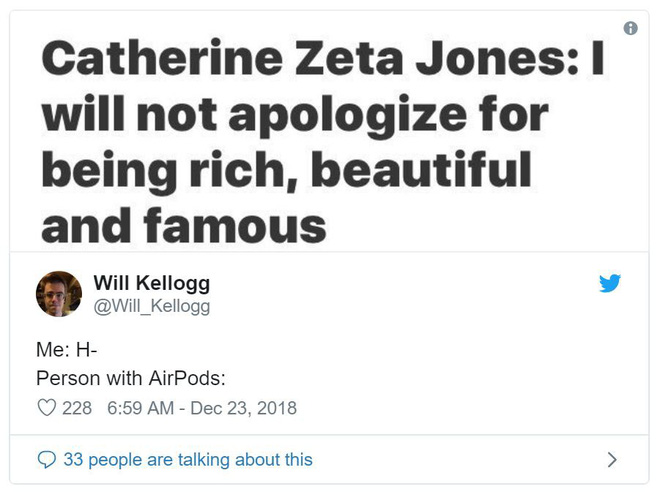 Catherine Zeta Jones: I
will not apologize for
being rich, beautiful
and famous
Will Kellogg
@Will_Kellogg
Me: H-
Person with AirPods:
228 6:59 AM - Dec 23, 2018
33 people are talking about this